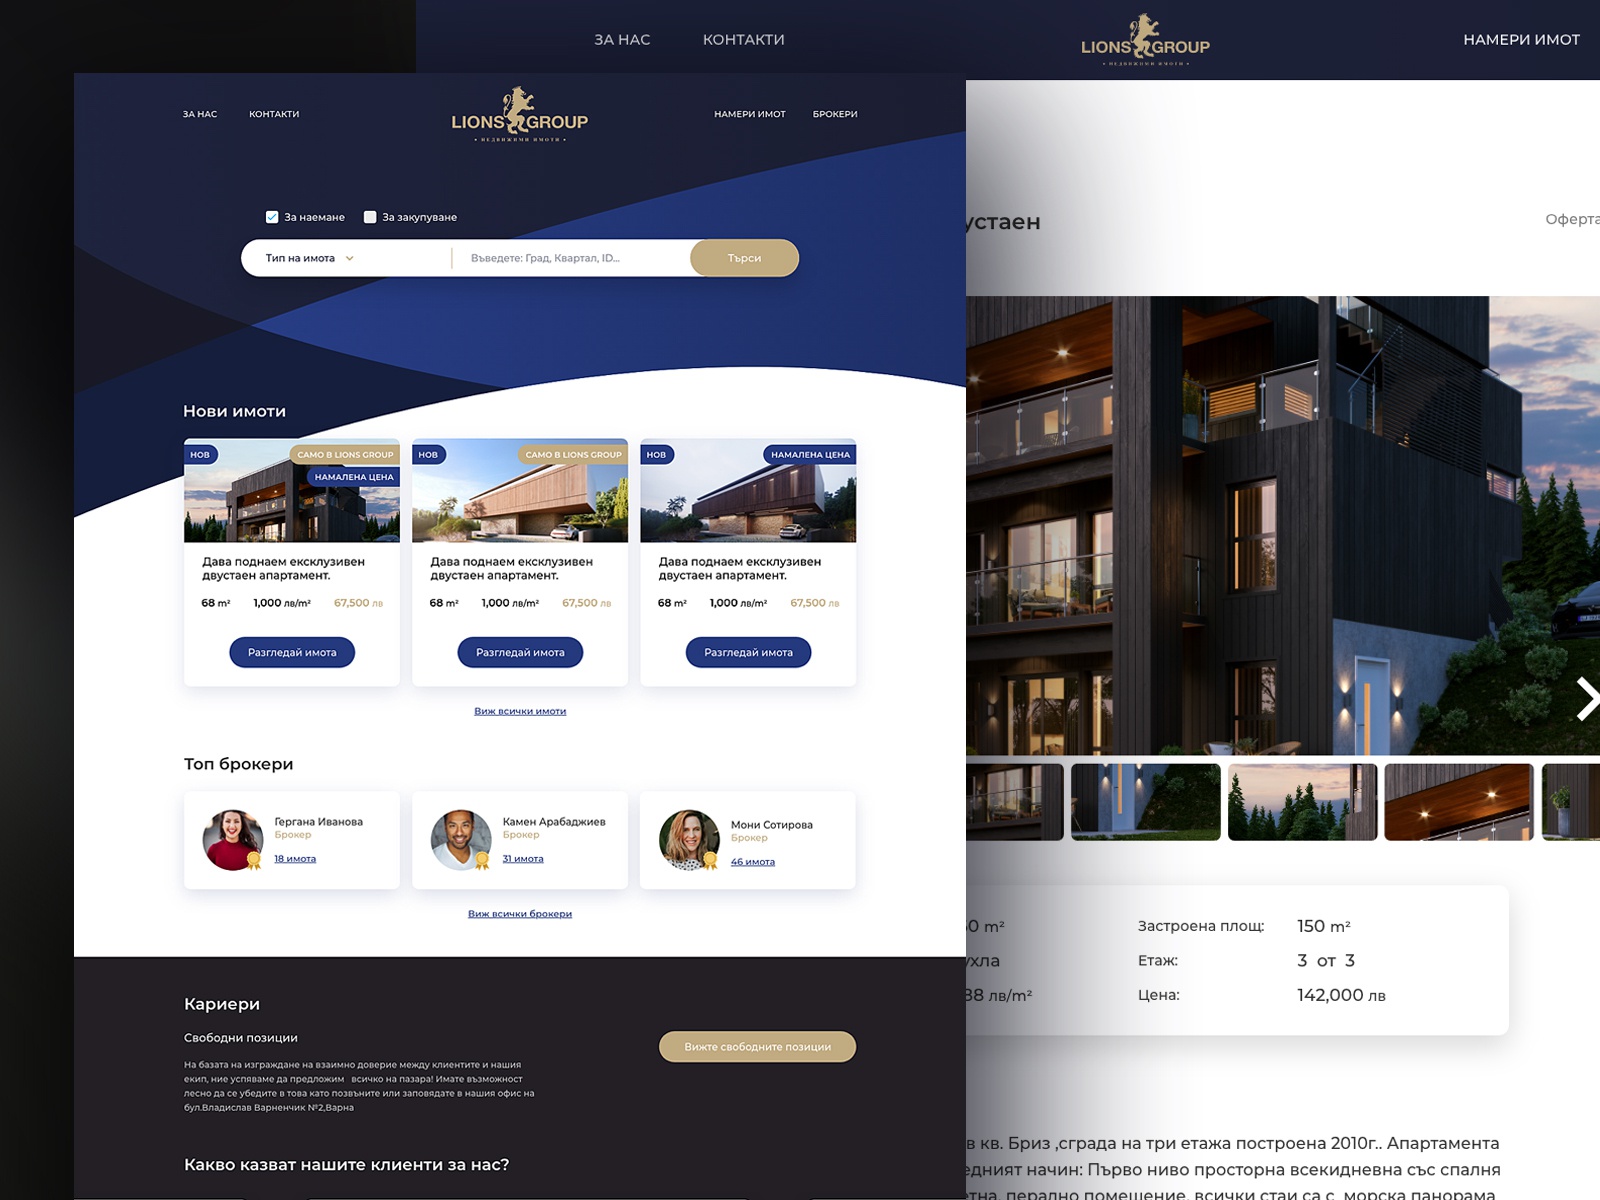 ЗА НАС
КОНТАКТИ
LIONS GROUP
• НЕДВИЖИМИ ИМОТИ •
НАМЕРИ ИМОТ
ЗА НАС
КОНТАКТИ
LIONS GROUP
• НЕДВИЖИМИ ИМОТИ •
НАМЕРИ ИМОТ
БРОКЕРИ
За наемане
За закупуване
Тип на имота
Въведете: Град, Квартал, ID...
Търси
Нови имоти
НОВ
САМО В LIONS GROUP
НАМАЛЕНА ЦЕНА
Дава поднаем ексклузивен
двустаен апартамент.
68 m²
1,000 лв/m²
67,500 лв
Разгледай имота
НОВ
САМО В LIONS GROUP
Дава поднаем ексклузивен
двустаен апартамент.
68 m²
1,000 лв/m²
67,500 лв
Разгледай имота
НОВ
НАМАЛЕНА ЦЕНА
Дава поднаем ексклузивен
двустаен апартамент.
68 m²
1,000 лв/m²
67,500 лв
Разгледай имота
Виж всички имоти
Топ брокери
Гергана Иванова
Брокер
18 имота
Камен Арабаджиев
Брокер
31 имота
Мони Сотирова
Брокер
46 имота
Виж всички брокери
Кариери
Свободни позиции
На базата на изграждане на взаимно доверие между клиентите и нашия
екип, ние успяваме да предложим всичко на пазара! Имате възможност
лесно да се убедите в това като позвъните или заповядате в нашия офис на
бул.Владислав Варненчик №2,Варна
Вижте свободните позиции
Какво казват нашите клиенти за нас?
устаен
Оферта
60 m²
ухла
38 лв/m²
Застроена площ:
150 m²
Етаж:
3 от 3
Цена:
142,000 лв
в кв. Бриз ,сграда на три етажа построена 2010г.. Апартамента
едният начин: Първо ниво просторна всекидневна със спалня
етна, перално помещение, всички стаи са с морска панорама